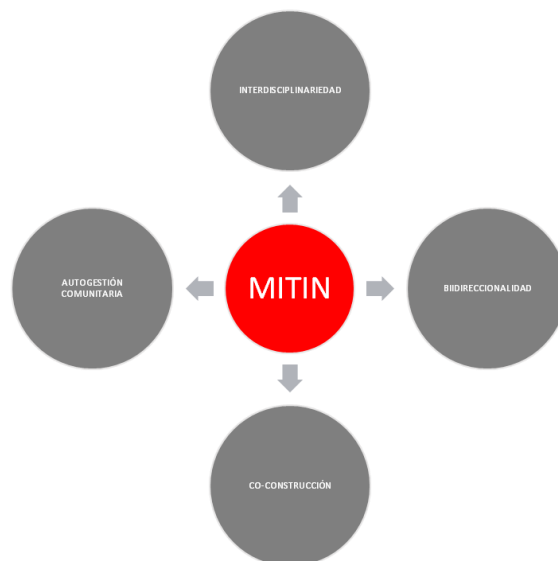 INTERDISCIPLINARIEDAD
AUTOGESTIÓN
COMUNITARIA
MITIN
BIIDIRECCIONALIDAD
CO-CONSTRUCCIÓN